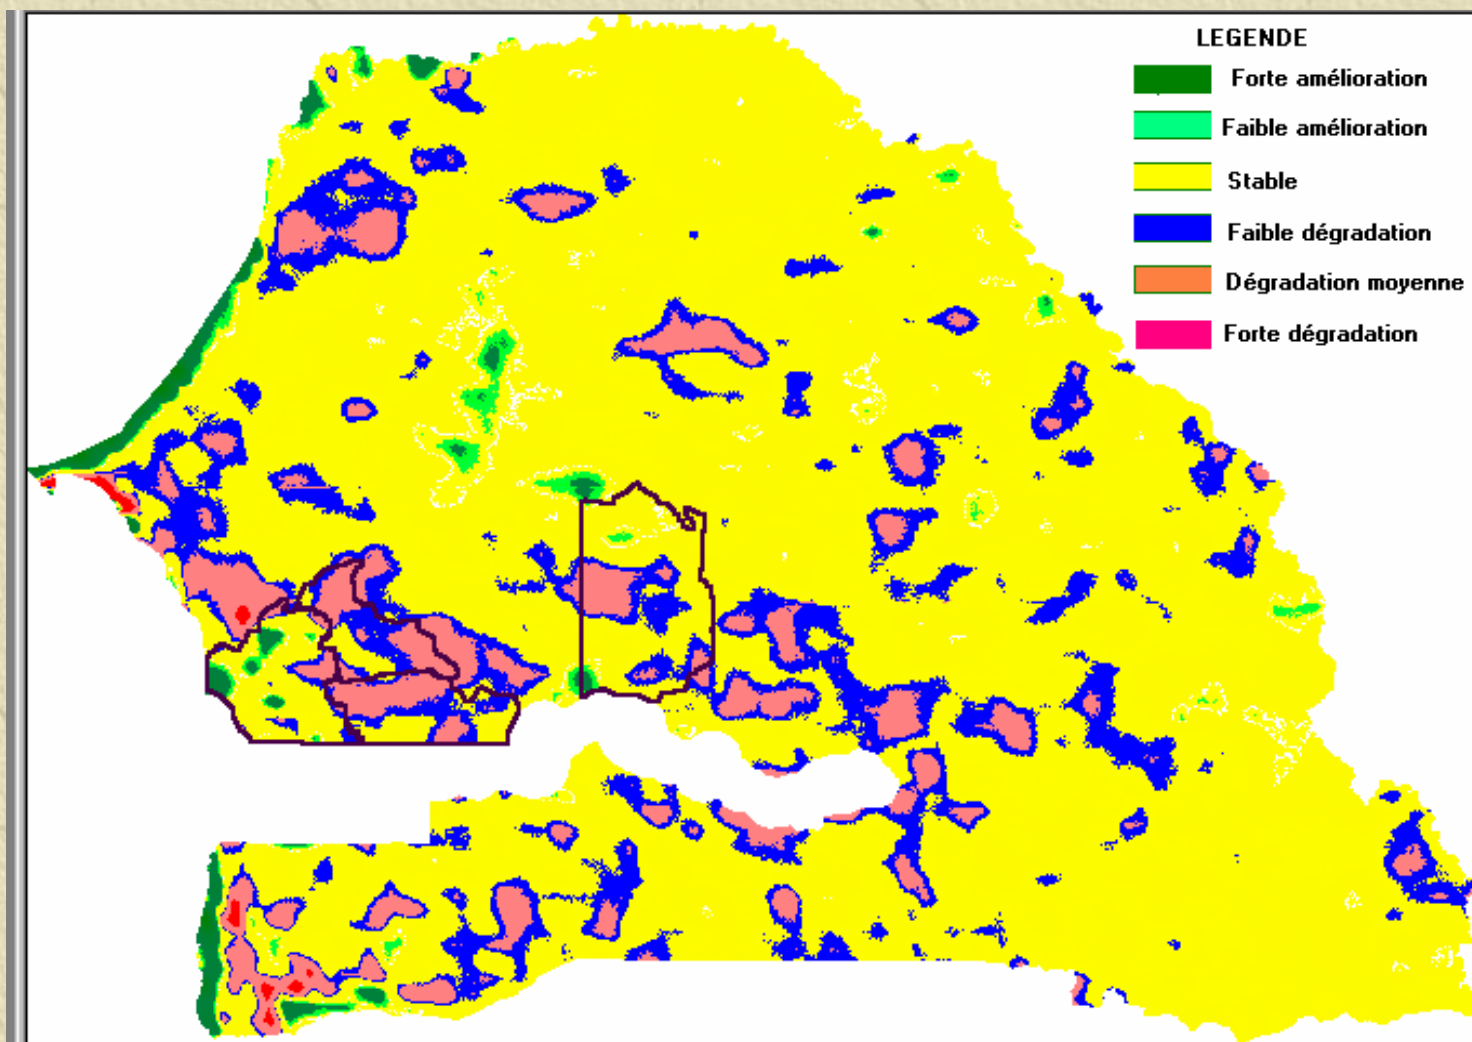 LEGENDE
Forte amélioration
Faible amélioration
Stable
Faible dégradation
Dégradation moyenne
Forte dégradation